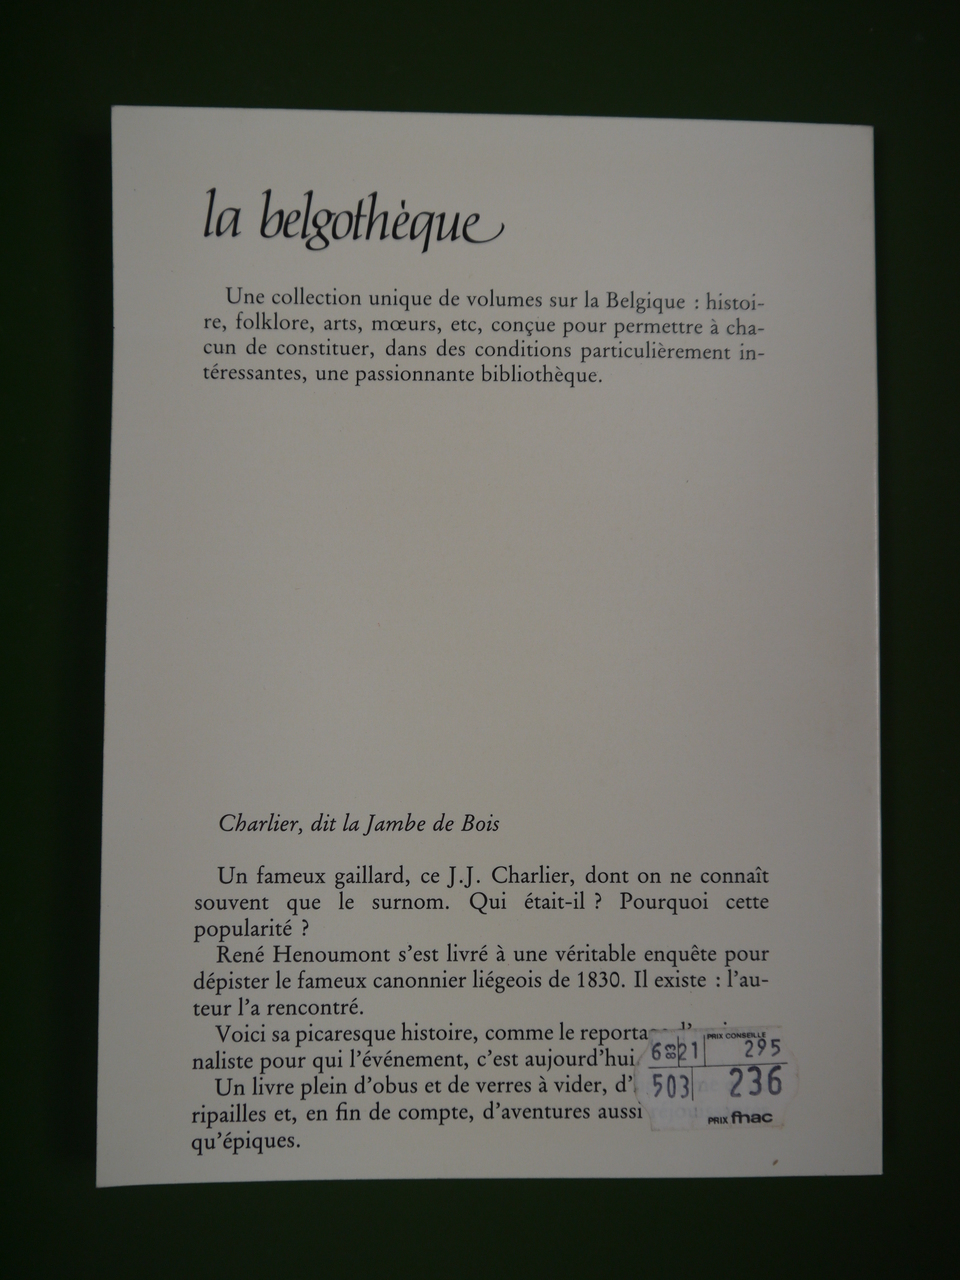 la belgothèque
Une collection unique de volumes sur la Belgique : histoi-
re, folklore, arts, mœurs, etc, conçue pour permettre à cha-
cun de constituer, dans des conditions particulièrement in-
téressantes, une passionnante bibliothèque.
Charlier, dit la Jambe de Bois
Un fameux gaillard, ce J.J. Charlier, dont on ne connaît
souvent que le surnom. Qui était-il ? Pourquoi cette
popularité ?
René Henoumont s'est livré à une véritable enquête pour
dépister le fameux canonnier liégeois de 1830. Il existe : l'au-
teur l'a rencontré.
Voici sa picaresque histoire, comme le reporta
naliste pour qui l'événement, c'est aujourd'hui
Un livre plein d'obus et de verres à vider, d'
ripailles et, en fin de compte, d'aventures aussi
qu'épiques.
PRIX CONSEILLE
21 295
503 236
PRIX fnac